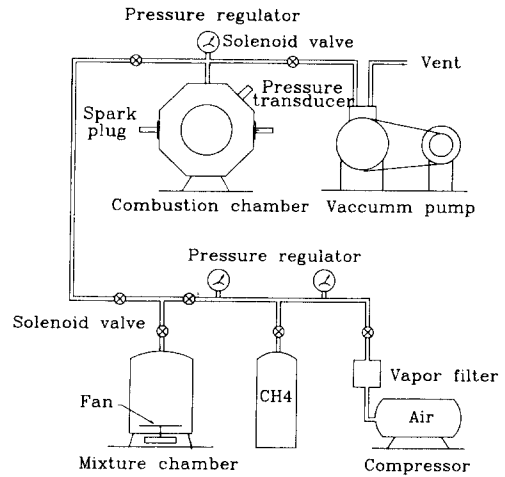 Pressure regulator
Solenoid valve
Vent
Pressure
transducer
Spark
plug
Combustion chamber
Vaccumm pump
Pressure regulator
Solenoid valve
Vapor filter
CH4
Fan
Air
Mixture chamber
Compressor